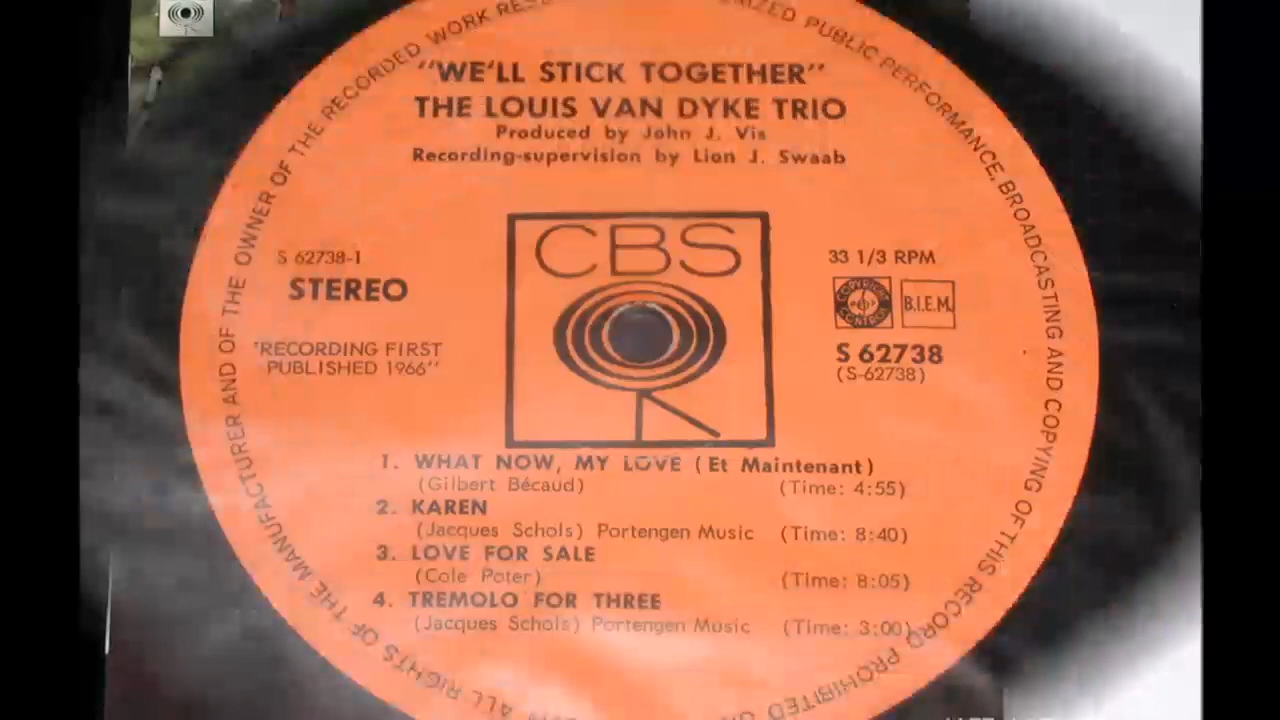 "WE'LL STICK TOGETHER"
THE LOUIS VAN DYKE TRIO
Produced by John J. Vis
Recording-supervision by Lion J. Swaab
CBS
S 62738-1
STEREO
33 1/3 RPM
COPYRIGHT CONTROL
B.I.E.M.
"RECORDING FIRST
PUBLISHED 1966"
S 62738
(S-62738)
1. WHAT NOW, MY LOVE (Et Maintenant)
(Gilbert Bécaud) (Time: 4:55)
2. KAREN
(Jacques Schols) Portengen Music (Time: 8:40)
3. LOVE FOR SALE
(Cole Poter) (Time: 8:05)
4. TREMOLO FOR THREE
(Jacques Schols) Portengen Music (Time: 3:00)
ALL RIGHTS OF THE MANUFACTURER AND OF THE OWNER OF THE RECORDED WORK
PUBLIC PERFORMANCE, BROADCASTING AND COPYING OF THIS RECORD PROHIBITED